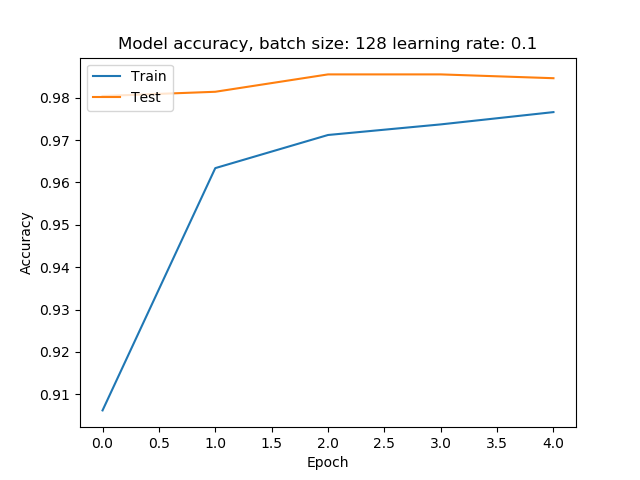 Model accuracy, batch size: 128 learning rate: 0.1
Train
Test
0.98
0.97
0.96
0.95
0.94
0.93
0.92
0.91
Accuracy
0.0 0.5 1.0 1.5 2.0 2.5 3.0 3.5 4.0
Epoch